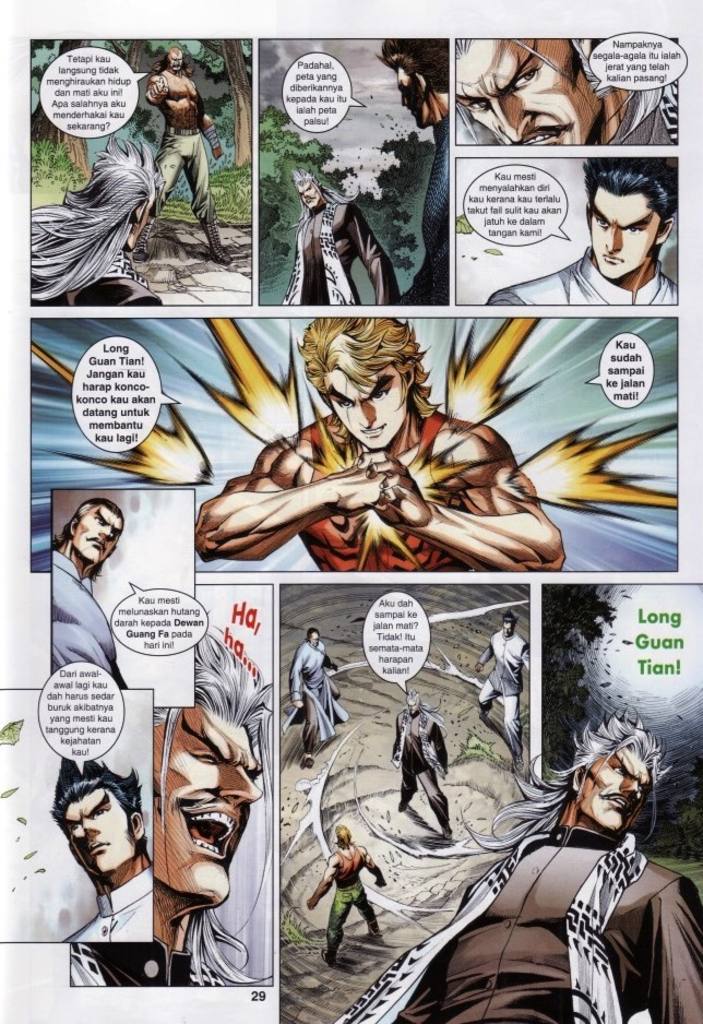 Tetapi kau
langsung tidak
menghiraukan hidup
dan mati aku ini!
Apa salahnya aku
menderhakai kau
sekarang?
Padahal,
peta yang
diberikannya
kepada kau itu
ialah peta
palsu!
Nampaknya
segala-agala itu ialah
jerat yang telah
kalian pasang!
Kau mesti
menyalahkan diri
kau kerana kau terlalu
takut fail sulit kau akan
jatuh ke dalam
tangan kami!
Long
Guan Tian!
Jangan kau
harap konco-
konco kau akan
datang untuk
membantu
kau lagi!
Kau
sudah
sampai
ke jalan
mati!
Kau mesti
melunaskan hutang
darah kepada Dewan
Guang Fa pada
hari ini!
Dari awal-
awal lagi kau
dah harus sedar
buruk akibatnya
yang mesti kau
tanggung kerana
kejahatan
kau!
Ha,
ha...
Aku dah
sampai ke
jalan mati?
Tidak! Itu
semata-mata
harapan
kalian!
Long
Guan
Tian!
29